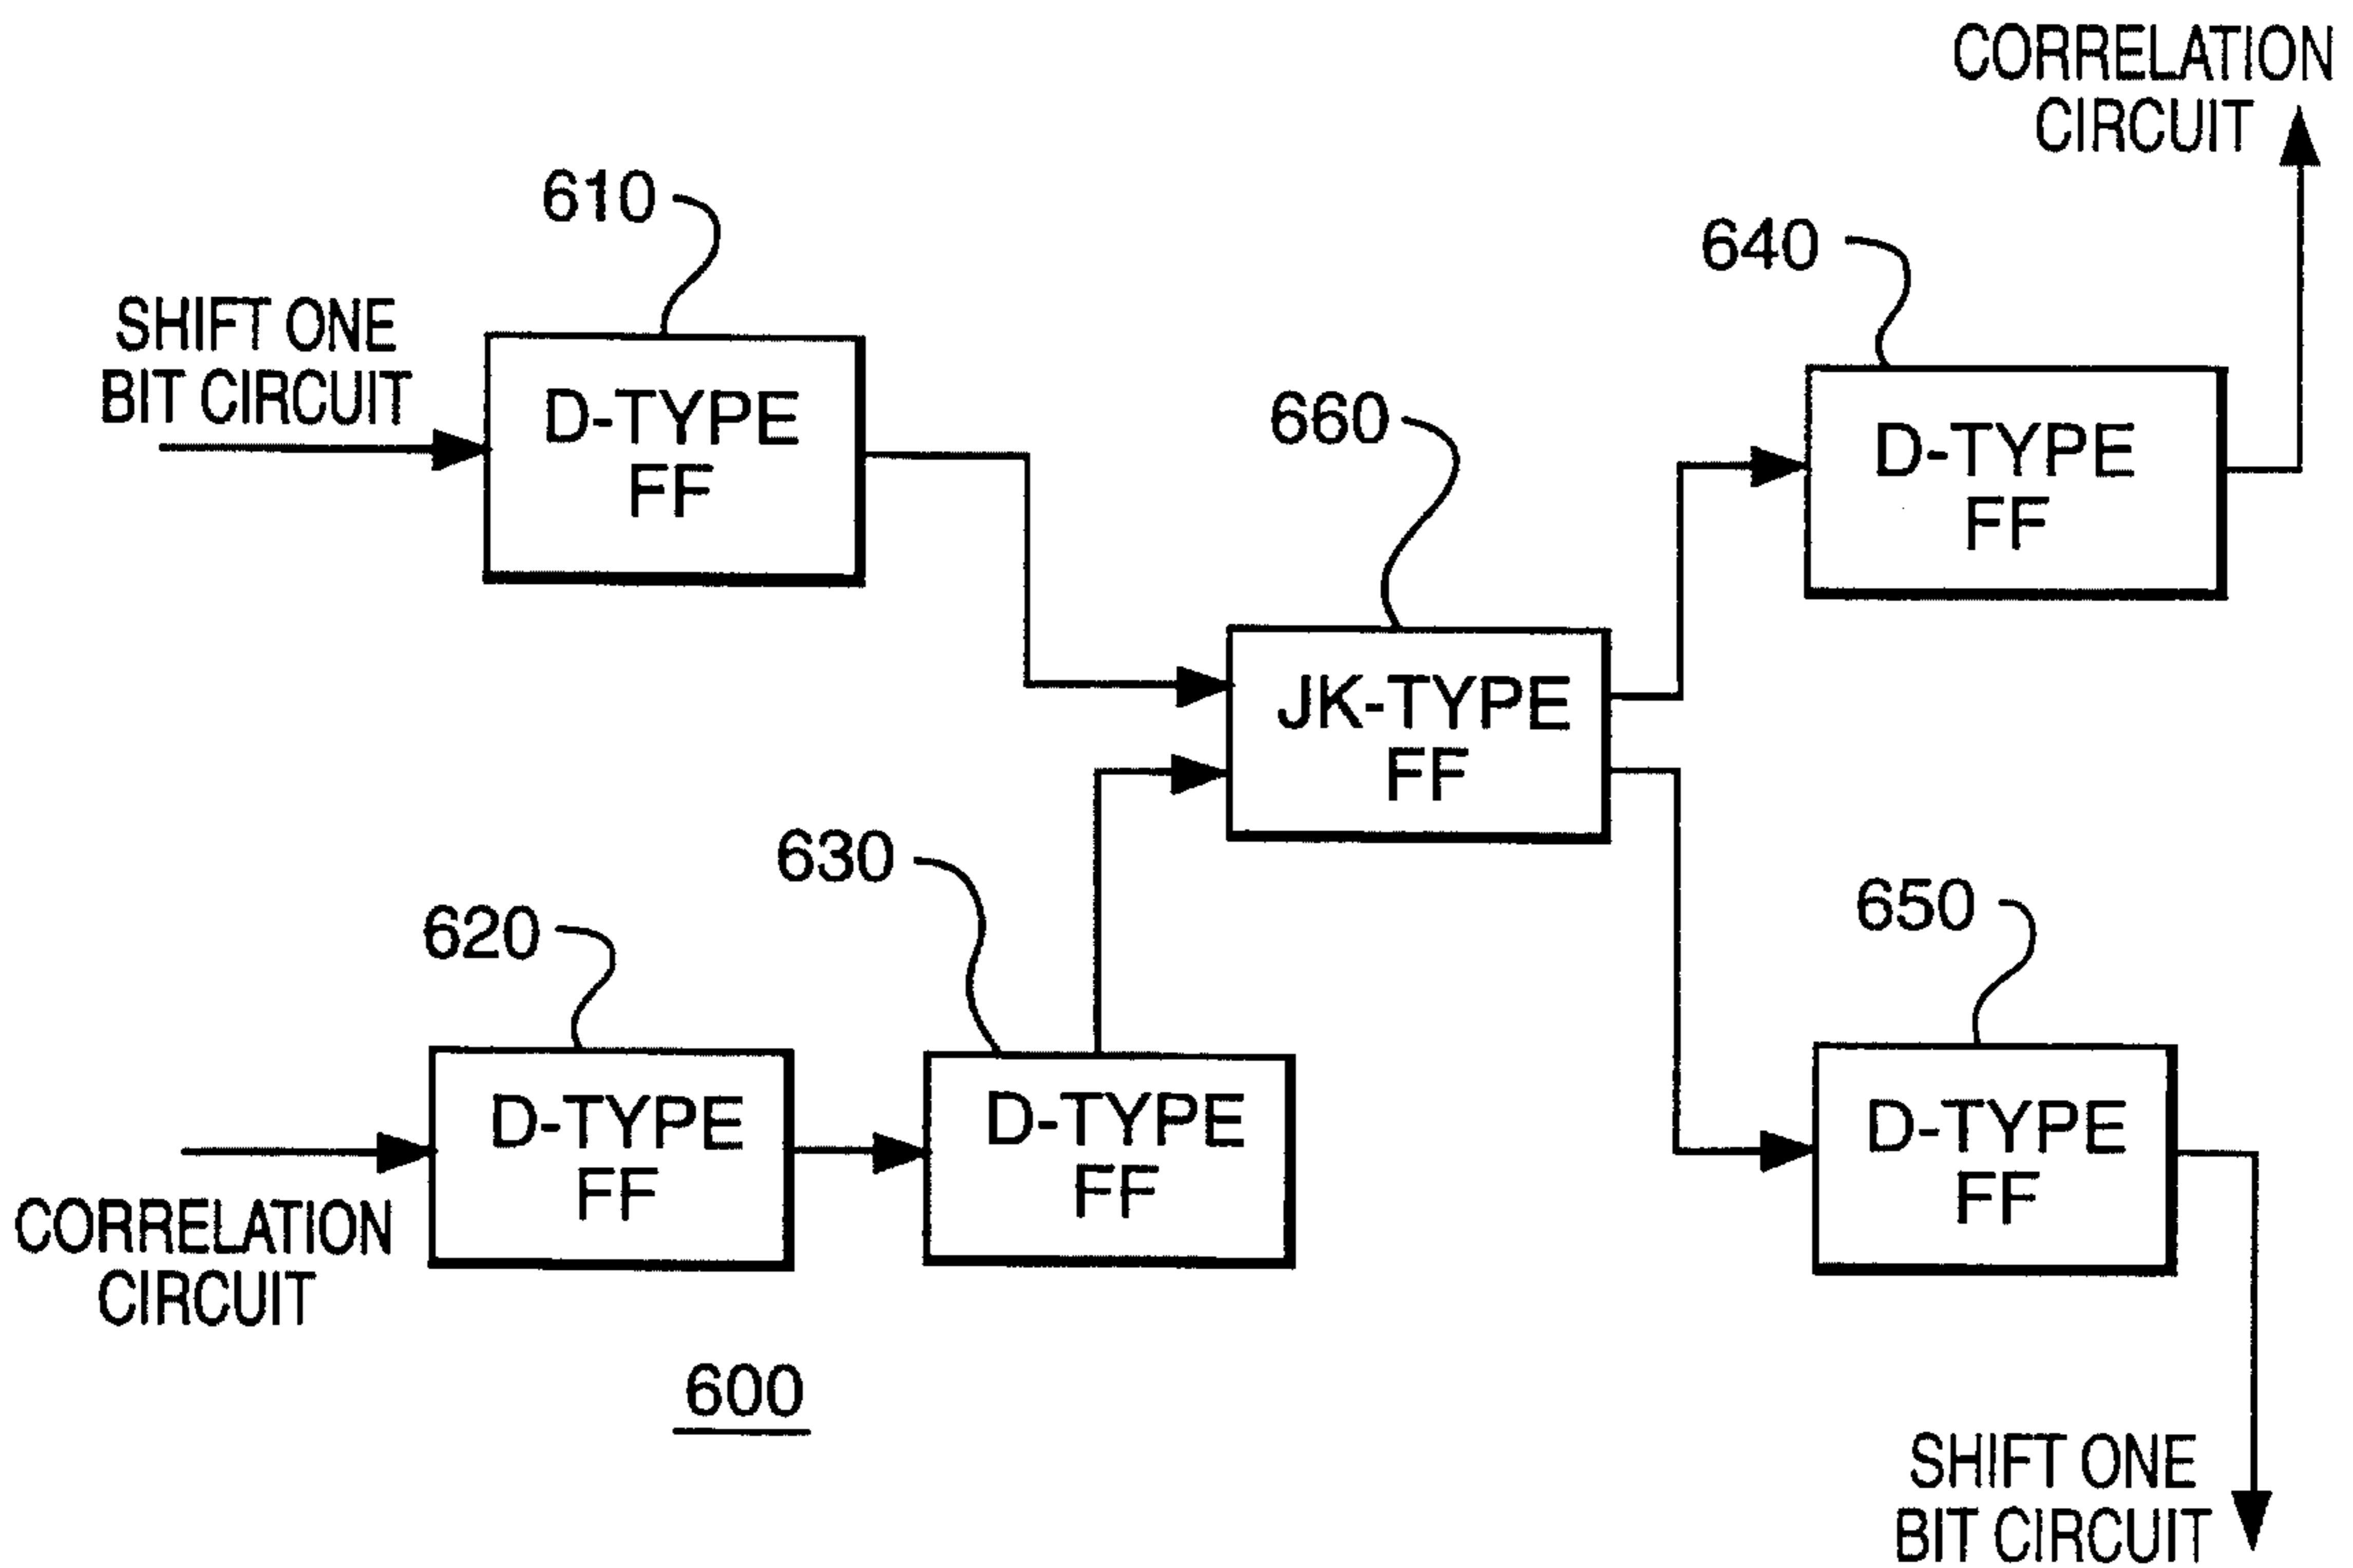 CORRELATION
CIRCUIT
610
640
SHIFT ONE
BIT CIRCUIT
D-TYPE
FF
660
D-TYPE
FF
JK-TYPE
FF
630
620
650
D-TYPE
FF
D-TYPE
FF
D-TYPE
FF
CORRELATION
CIRCUIT
600
SHIFT ONE
BIT CIRCUIT